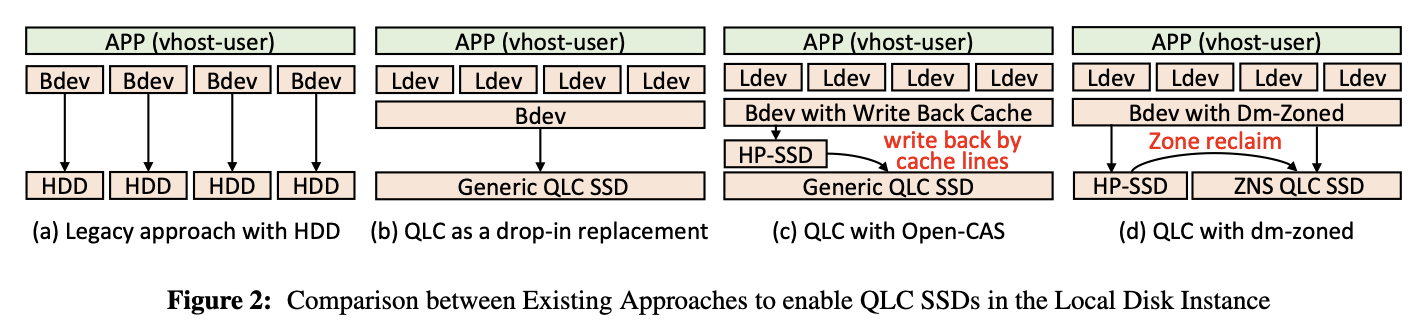 APP (vhost-user)
Bdev Bdev Bdev Bdev
HDD HDD HDD HDD
(a) Legacy approach with HDD
APP (vhost-user)
Ldev Ldev Ldev Ldev
Bdev
Generic QLC SSD
(b) QLC as a drop-in replacement
APP (vhost-user)
Ldev Ldev Ldev Ldev
Bdev with Write Back Cache
HP-SSD
write back by
cache lines
Generic QLC SSD
(c) QLC with Open-CAS
APP (vhost-user)
Ldev Ldev Ldev Ldev
Bdev with Dm-Zoned
Zone reclaim
HP-SSD ZNS QLC SSD
(d) QLC with dm-zoned
Figure 2: Comparison between Existing Approaches to enable QLC SSDs in the Local Disk Instance